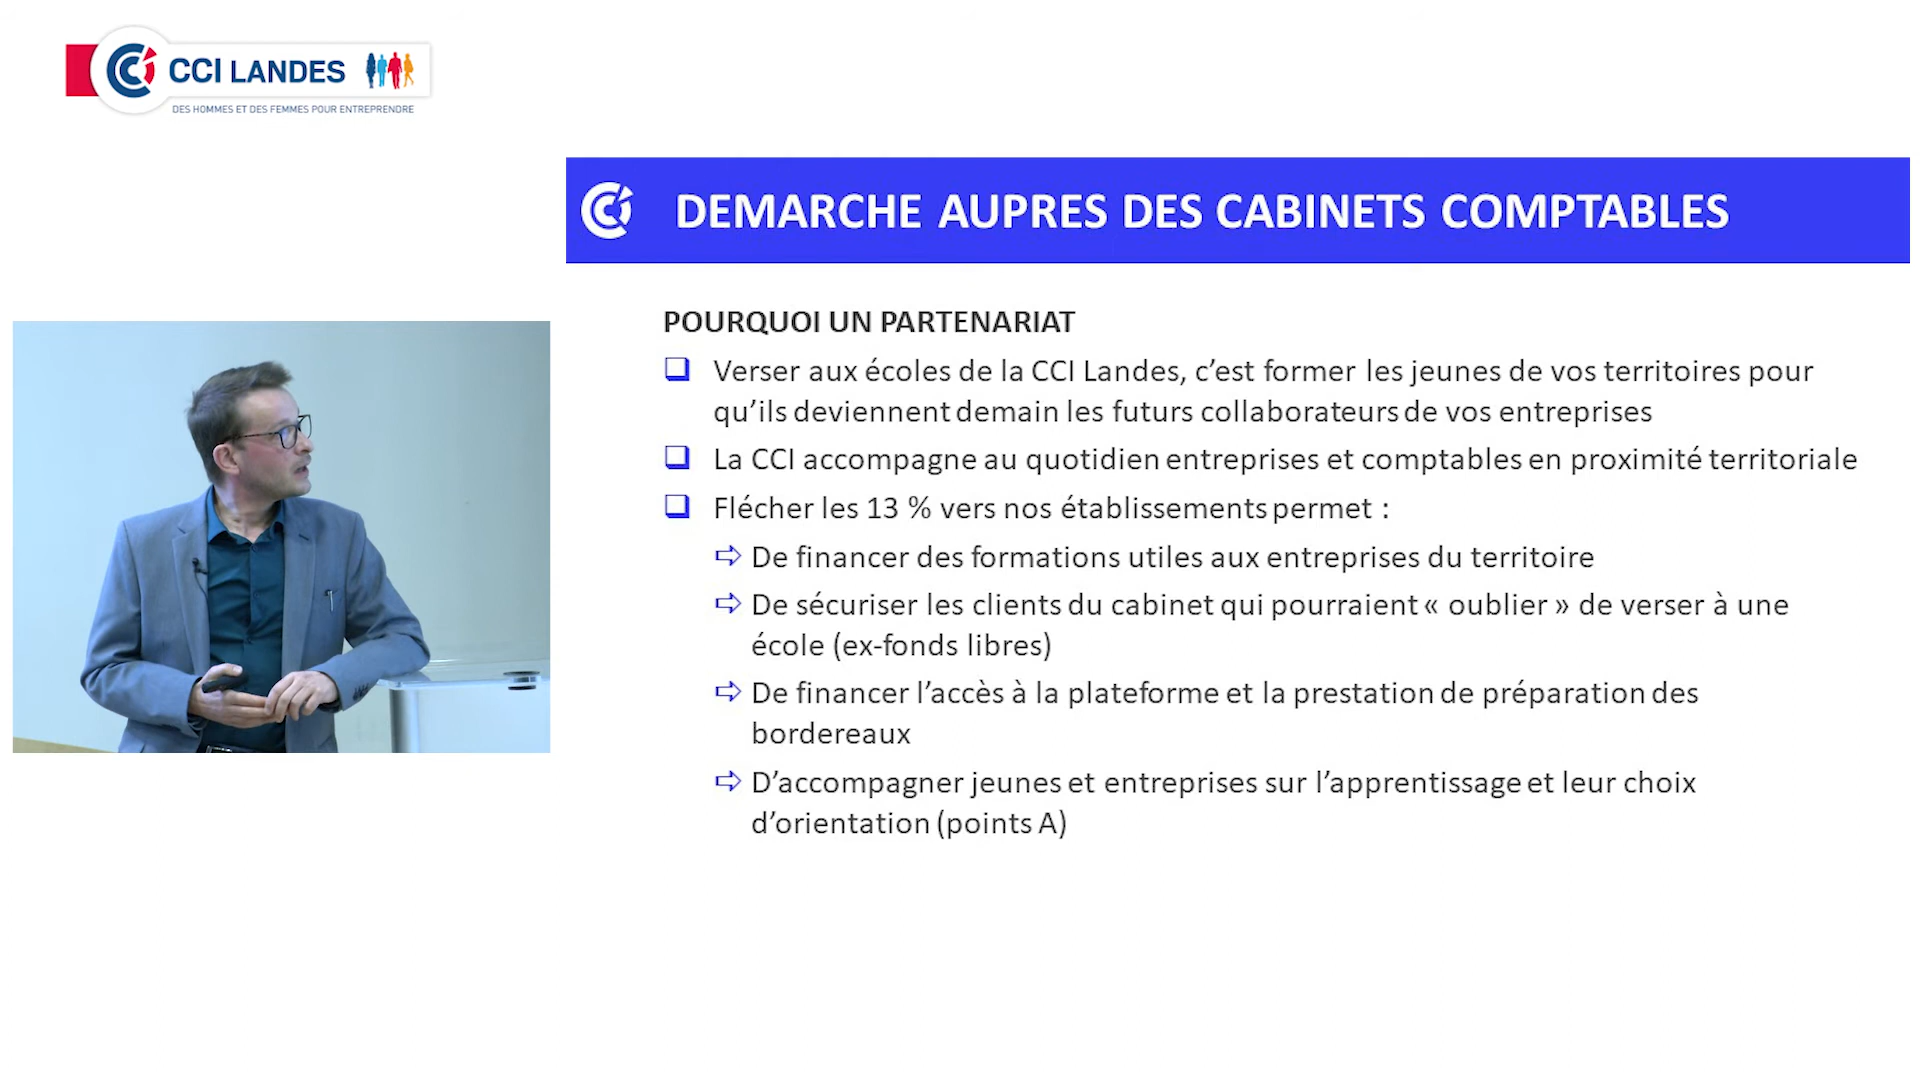 CCI LANDES
DES HOMMES ET DES FEMMES POUR ENTREPRENDRE
DEMARCHE AUPRES DES CABINETS COMPTABLES
POURQUOI UN PARTENARIAT
Verser aux écoles de la CCI Landes, c’est former les jeunes de vos territoires pour
qu’ils deviennent demain les futurs collaborateurs de vos entreprises
La CCI accompagne au quotidien entreprises et comptables en proximité territoriale
Flécher les 13 % vers nos établissements permet :
De financer des formations utiles aux entreprises du territoire
De sécuriser les clients du cabinet qui pourraient « oublier » de verser à une
école (ex-fonds libres)
De financer l’accès à la plateforme et la prestation de préparation des
bordereaux
D’accompagner jeunes et entreprises sur l’apprentissage et leur choix
d’orientation (points A)